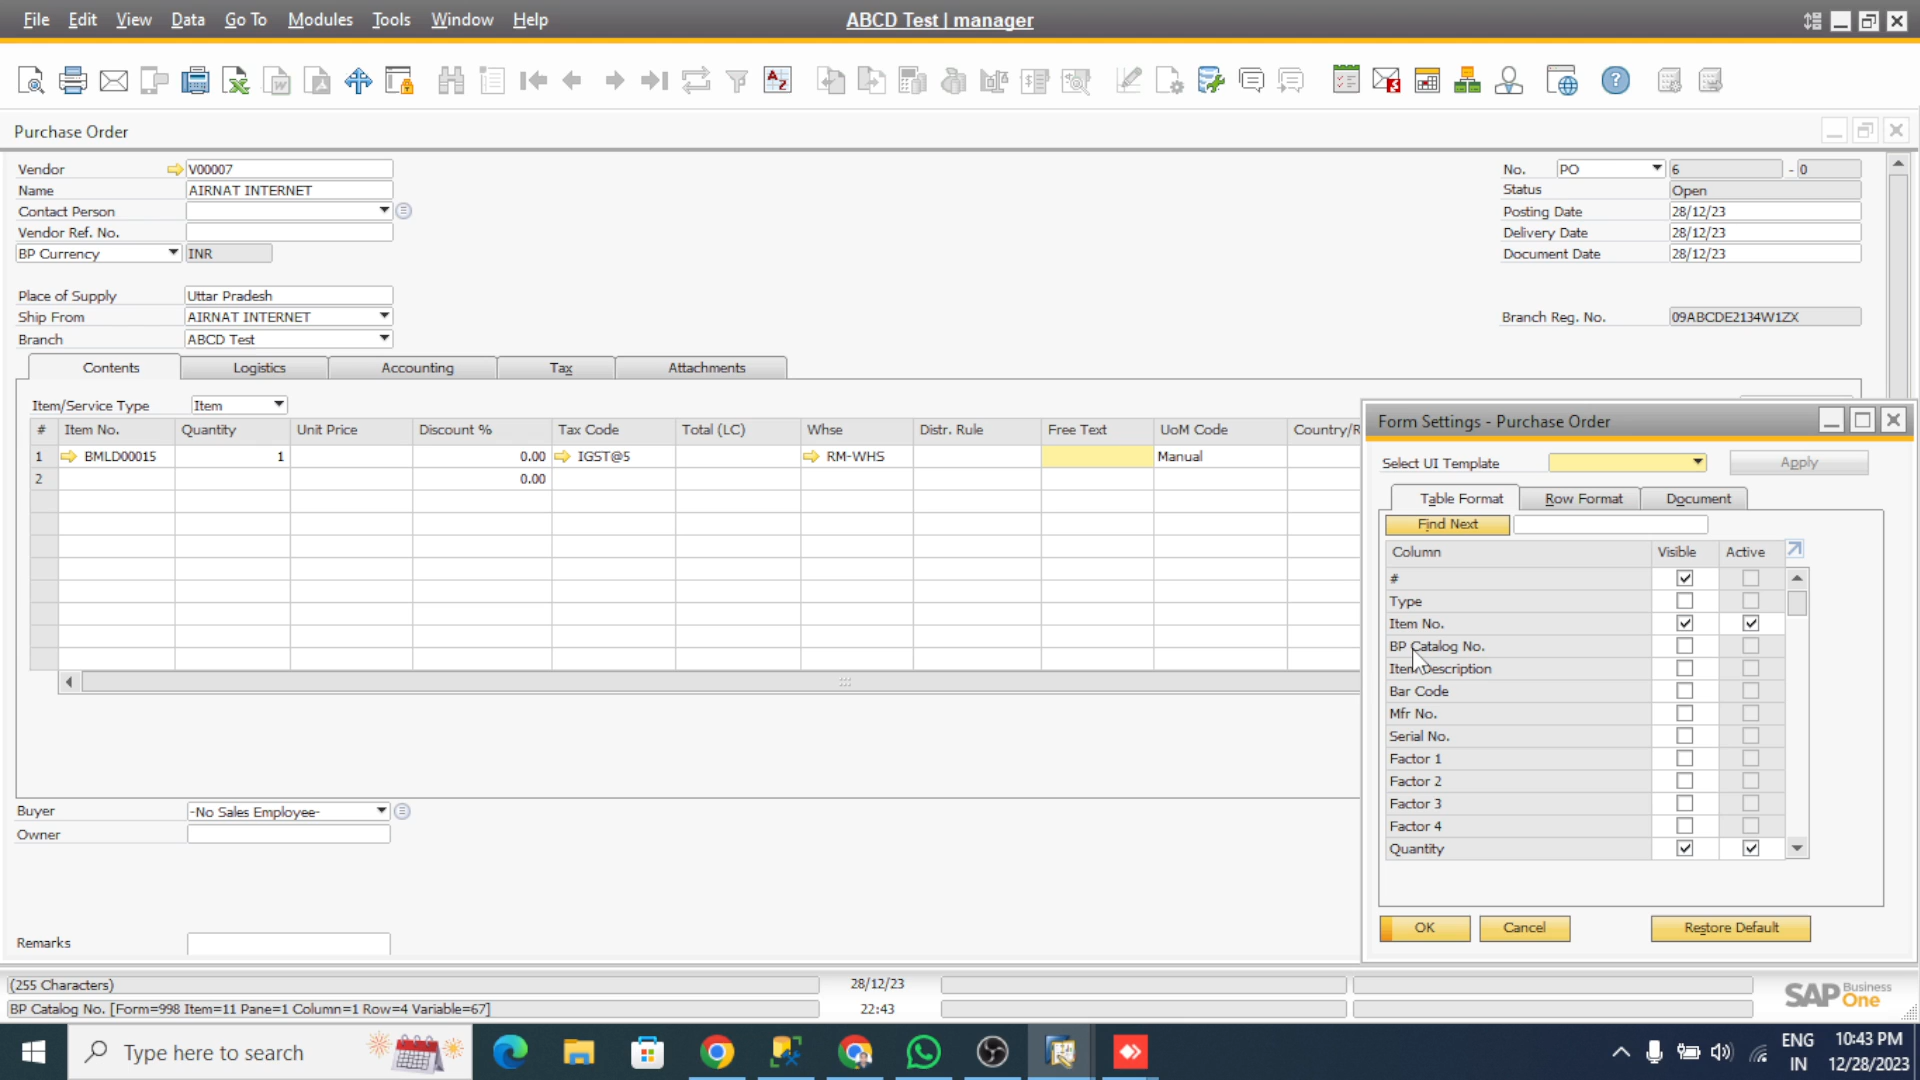 File Edit View Data Go To Modules Tools Window Help
ABCD Test | manager
Purchase Order
Vendor V00007
Name AIRNAT INTERNET
Contact Person
Vendor Ref. No.
BP Currency INR
Place of Supply Uttar Pradesh
Ship From AIRNAT INTERNET
Branch ABCD Test
No. PO 6 - 0
Status Open
Posting Date 28/12/23
Delivery Date 28/12/23
Document Date 28/12/23
Branch Reg. No. 09ABCDE2134W1ZX
Contents Logistics Accounting Tax Attachments
Item/Service Type Item
# Item No. Quantity Unit Price Discount % Tax Code Total (LC) Whse Distr. Rule Free Text UoM Code Country/R
1 BMLD00015 1 0.00 IGST@5 RM-WHS Manual
2 0.00
Buyer -No Sales Employee-
Owner
Remarks
Form Settings - Purchase Order
Select UI Template Apply
Table Format Row Format Document
Find Next
Column Visible Active
#
Type
Item No.
BP Catalog No.
Item Description
Bar Code
Mfr No.
Serial No.
Factor 1
Factor 2
Factor 3
Factor 4
Quantity
OK Cancel Restore Default
(255 Characters) 28/12/23
BP Catalog No. [Form=998 Item=11 Pane=1 Column=1 Row=4 Variable=67] 22:43
SAP Business One
Type here to search
ENG IN
10:43 PM
12/28/2023